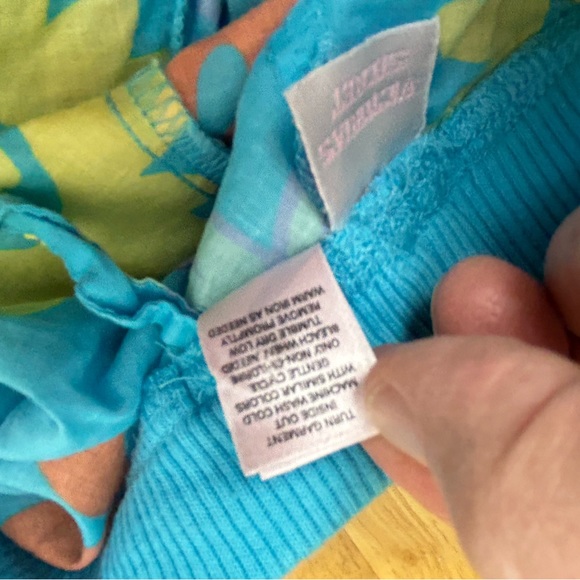 TURN GARMENT
INSIDE OUT
MACHINE WASH COLD
WITH SIMILAR COLORS
GENTLE CYCLE
ONLY NON-CHLORINE
BLEACH WHEN NEEDED
TUMBLE DRY LOW
REMOVE PROMPTLY
WARM IRON AS NEEDED